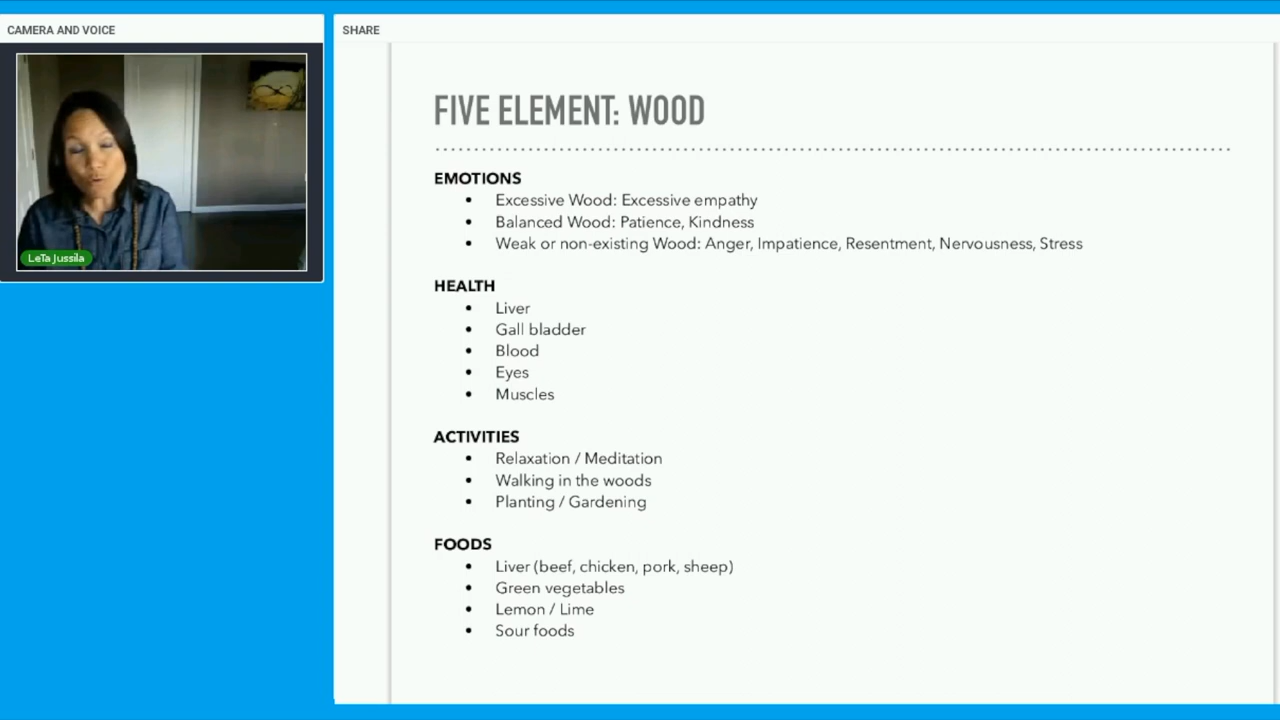 CAMERA AND VOICE
LeTa Jussila
SHARE
FIVE ELEMENT: WOOD
EMOTIONS
• Excessive Wood: Excessive empathy
• Balanced Wood: Patience, Kindness
• Weak or non-existing Wood: Anger, Impatience, Resentment, Nervousness, Stress
HEALTH
• Liver
• Gall bladder
• Blood
• Eyes
• Muscles
ACTIVITIES
• Relaxation / Meditation
• Walking in the woods
• Planting / Gardening
FOODS
• Liver (beef, chicken, pork, sheep)
• Green vegetables
• Lemon / Lime
• Sour foods